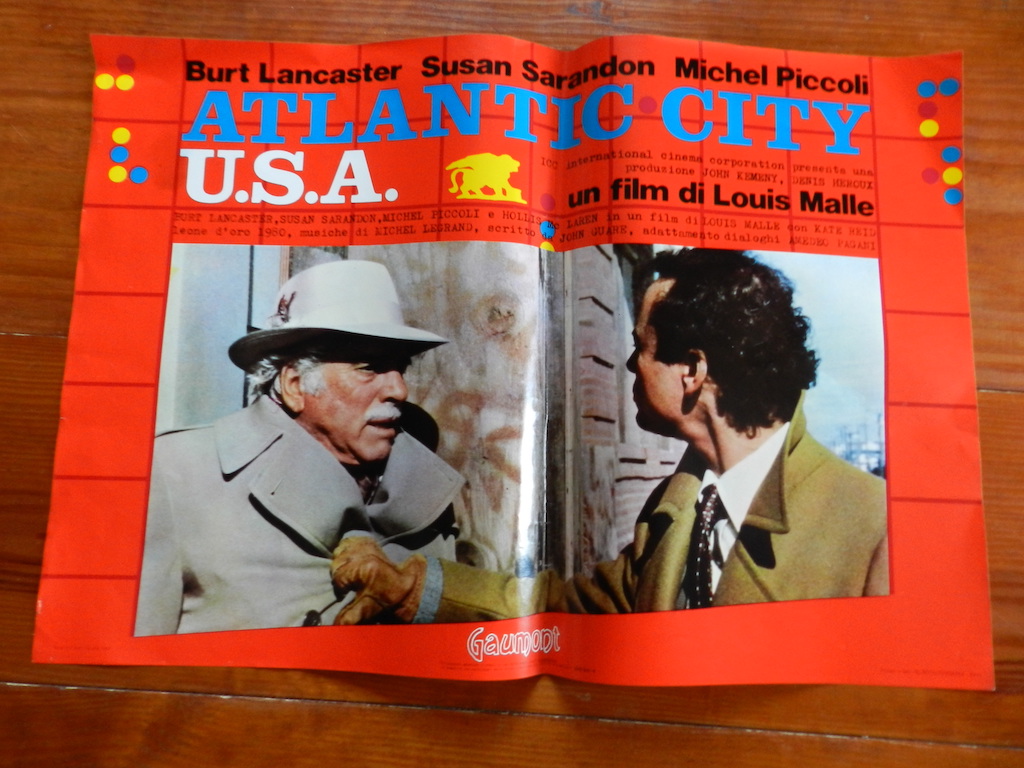 Burt Lancaster Susan Sarandon Michel Piccoli
ATLANTIC CITY
U.S.A.
ICC international cinema corporation presenta una
produzione JOHN KEMENY, DENIS HEROUX
un film di Louis Malle
BURT LANCASTER, SUSAN SARANDON, MICHEL PICCOLI e HOLLIS LAREN in un film di LOUIS MALLE con KATE REID
leone d'oro 1980, musiche di MICHEL LEGRAND, scritto da JOHN GUARE, adattamento dialoghi AMEDEO PAGANI
Gaumont